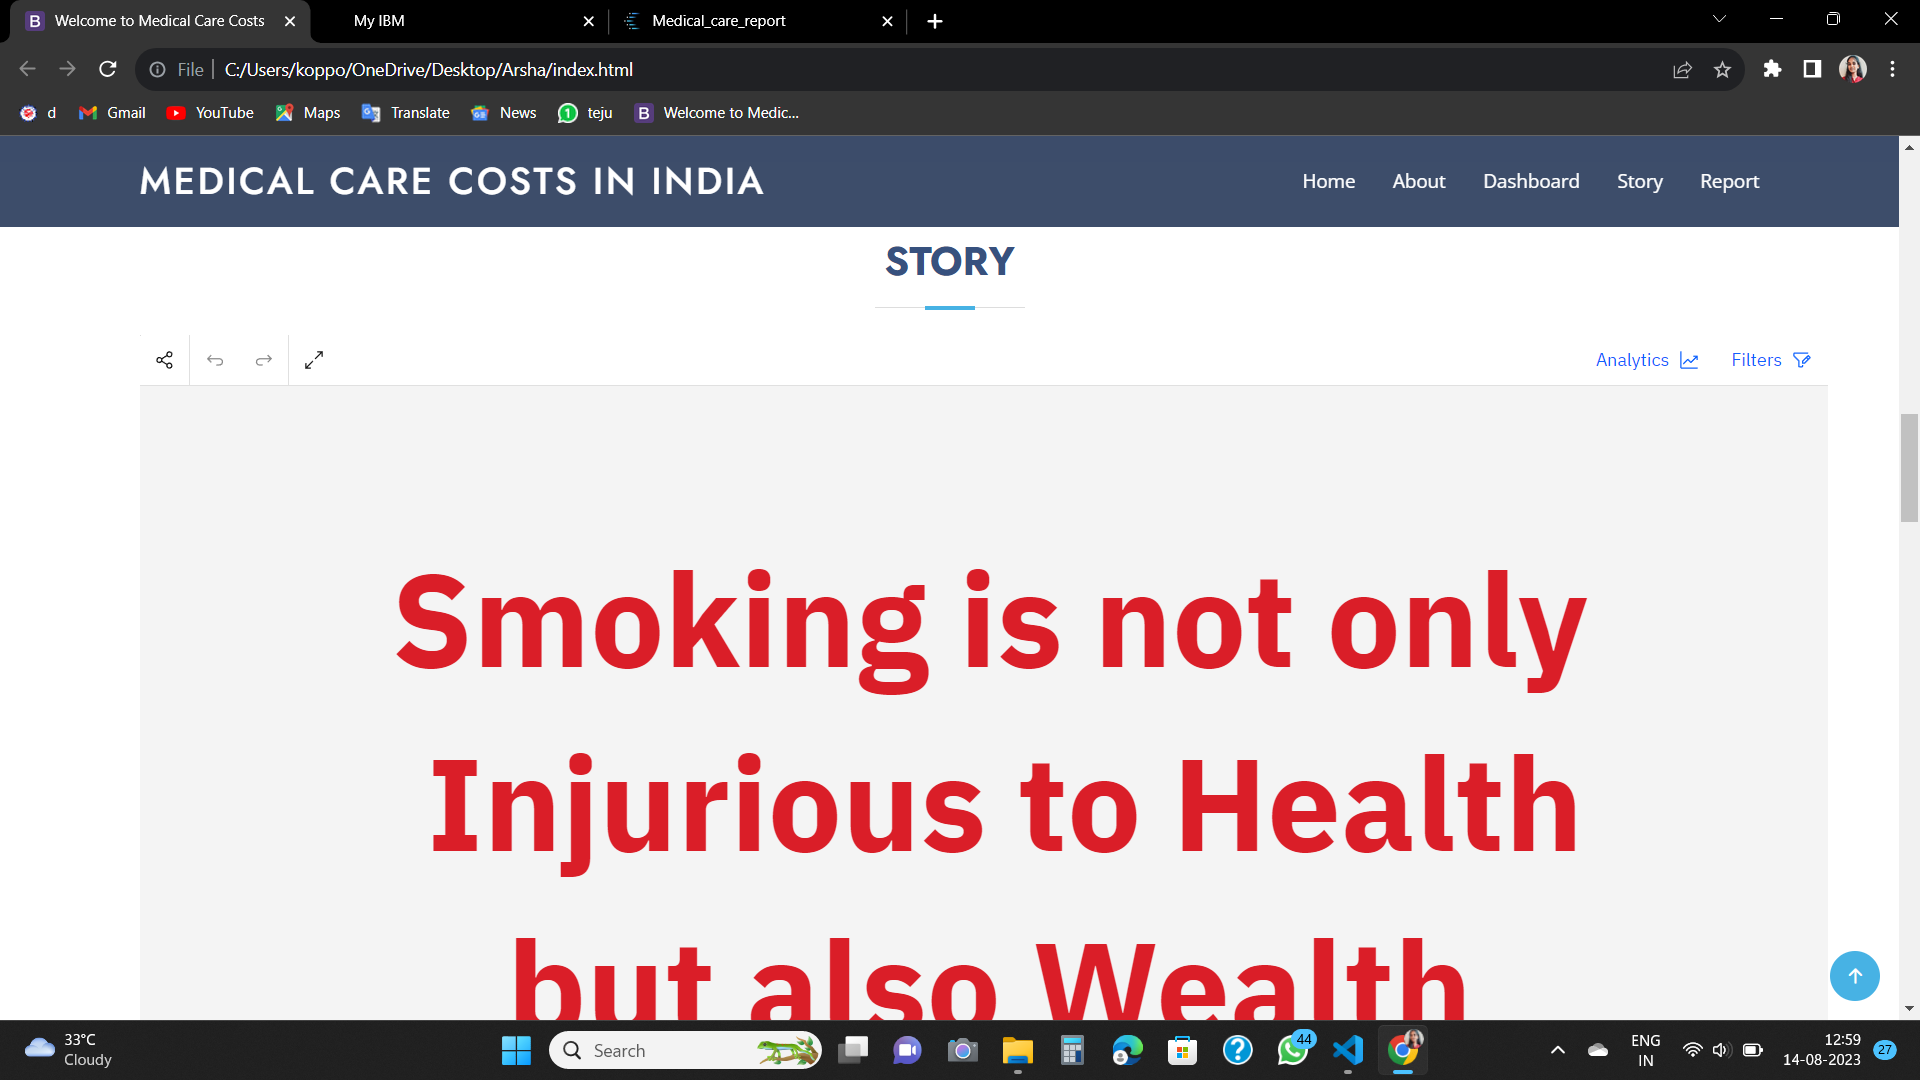 Welcome to Medical Care Costs
My IBM
Medical_care_report
File
C:/Users/koppo/OneDrive/Desktop/Arsha/index.html
d
Gmail
YouTube
Maps
Translate
News
teju
Welcome to Medic...
MEDICAL CARE COSTS IN INDIA
Home
About
Dashboard
Story
Report
STORY
Analytics
Filters
Smoking is not only
Injurious to Health
but also Wealth
33°C
Cloudy
Search
44
ENG
IN
12:59
14-08-2023
27